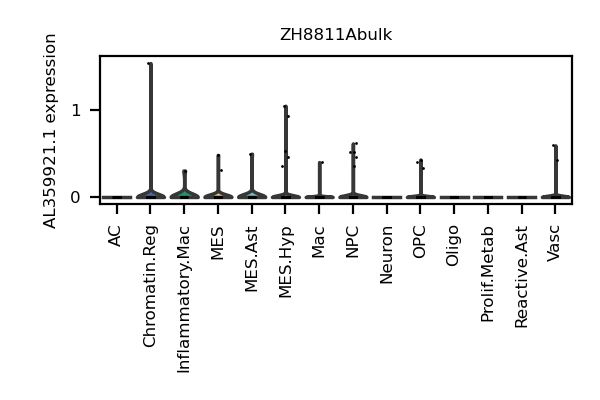 ZH8811Abulk
AL359921.1 expression
1
0
AC
Chromatin.Reg
Inflammatory.Mac
MES
MES.Ast
MES.Hyp
Mac
NPC
Neuron
OPC
Oligo
Prolif.Metab
Reactive.Ast
Vasc